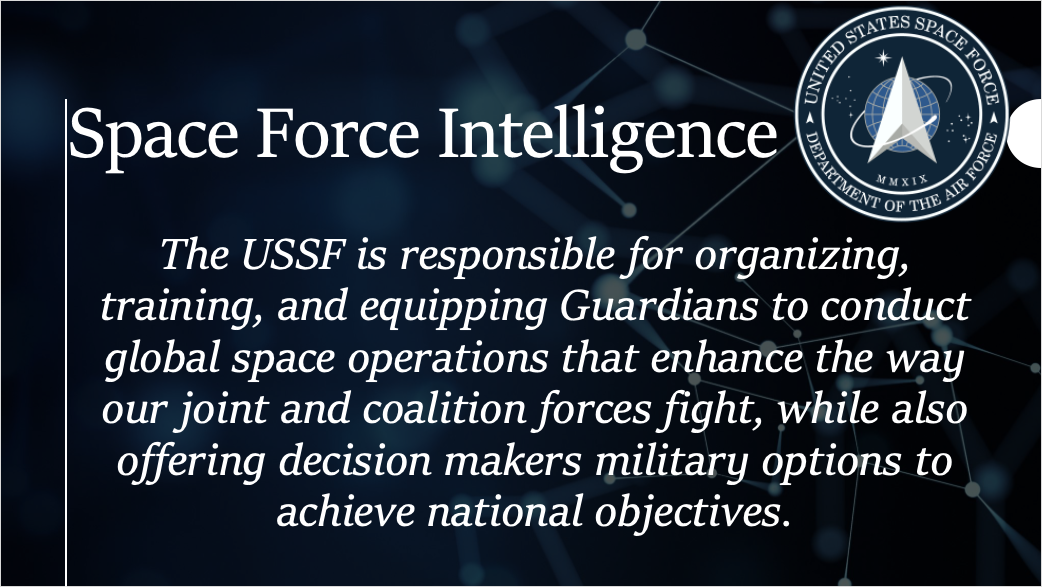 Space Force Intelligence
UNITED STATES SPACE FORCE
MMXIX
DEPARTMENT OF THE AIR FORCE
The USSF is responsible for organizing,
training, and equipping Guardians to conduct
global space operations that enhance the way
our joint and coalition forces fight, while also
offering decision makers military options to
achieve national objectives.